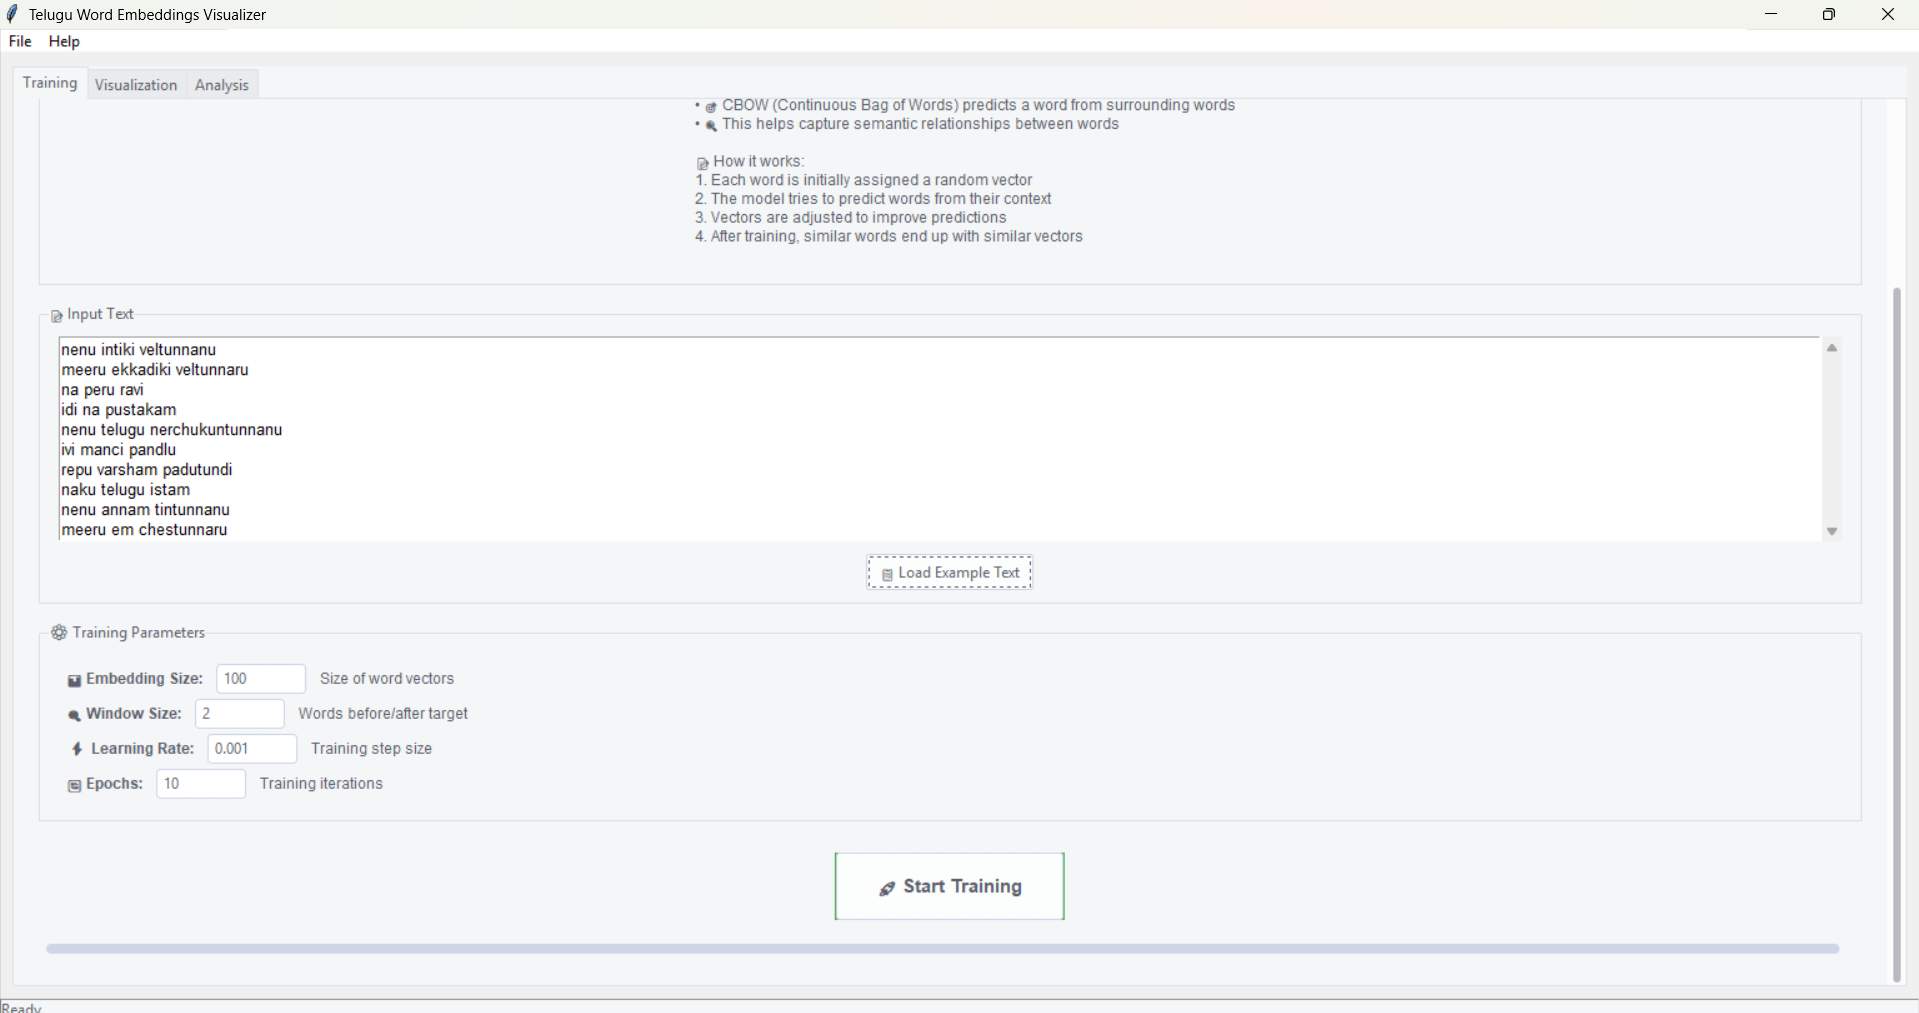 Telugu Word Embeddings Visualizer
File Help
Training Visualization Analysis
• CBOW (Continuous Bag of Words) predicts a word from surrounding words
• This helps capture semantic relationships between words
How it works:
1. Each word is initially assigned a random vector
2. The model tries to predict words from their context
3. Vectors are adjusted to improve predictions
4. After training, similar words end up with similar vectors
Input Text
nenu intiki veltunnanu
meeru ekkadiki veltunnaru
na peru ravi
idi na pustakam
nenu telugu nerchukuntunnanu
ivi manci pandlu
repu varsham padutundi
naku telugu istam
nenu annam tintunnanu
meeru em chestunnaru
Load Example Text
Training Parameters
Embedding Size: 100 Size of word vectors
Window Size: 2 Words before/after target
Learning Rate: 0.001 Training step size
Epochs: 10 Training iterations
Start Training
Ready